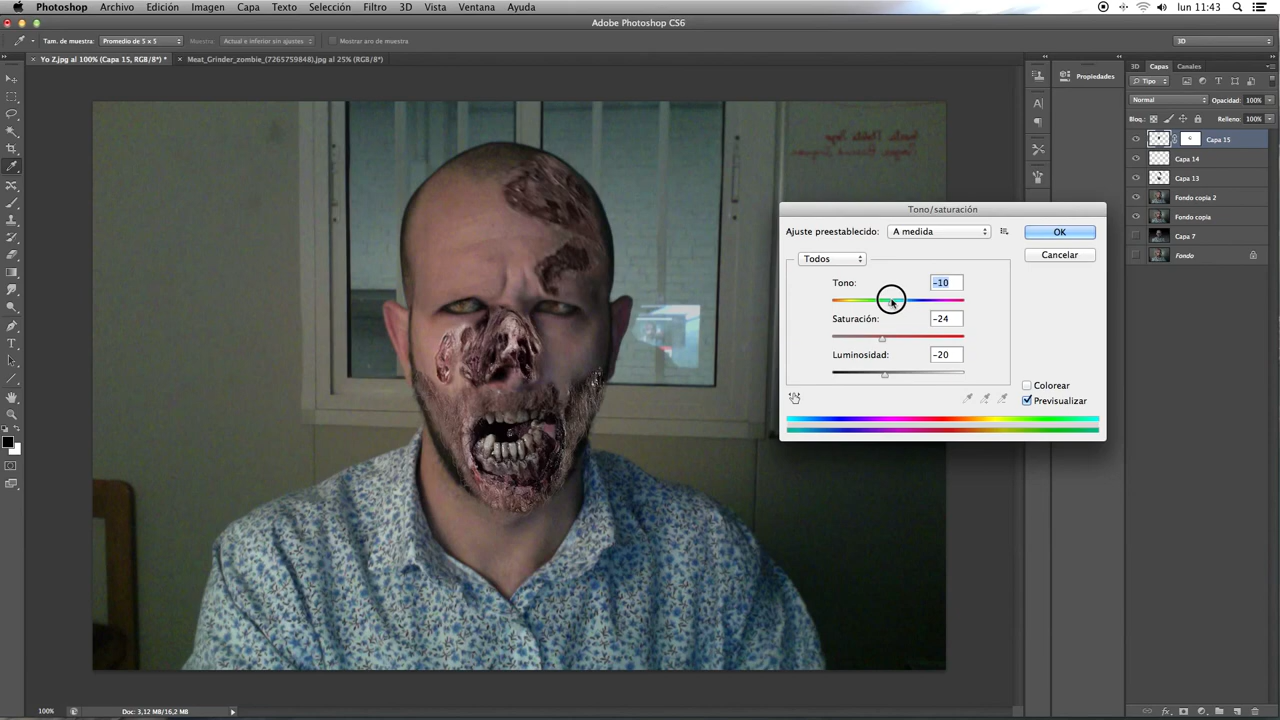 Photoshop Archivo Edición Imagen Capa Texto Selección Filtro 3D Vista Ventana Ayuda lun 11:43
Adobe Photoshop CS6
Tam. de muestra: Promedio de 5 x 5 Muestra: Actual e inferior sin ajustes Mostrar aro de muestra 3D
Yo Z.jpg al 100% (Capa 15, RGB/8*) * Meat_Grinder_zombie_(7265759848).jpg al 25% (RGB/8*)
3D Capas Canales
Propiedades
Tipo
Normal Opacidad: 100%
Bloq.: Relleno: 100%
Capa 15
Capa 14
Capa 13
Fondo copia 2
Fondo copia
Capa 7
Fondo
Tono/saturación
Ajuste preestablecido: A medida OK
Todos Cancelar
Tono: -10
Saturación: -24
Luminosidad: -20
Colorear
Previsualizar
100% Doc: 3,12 MB/16,2 MB